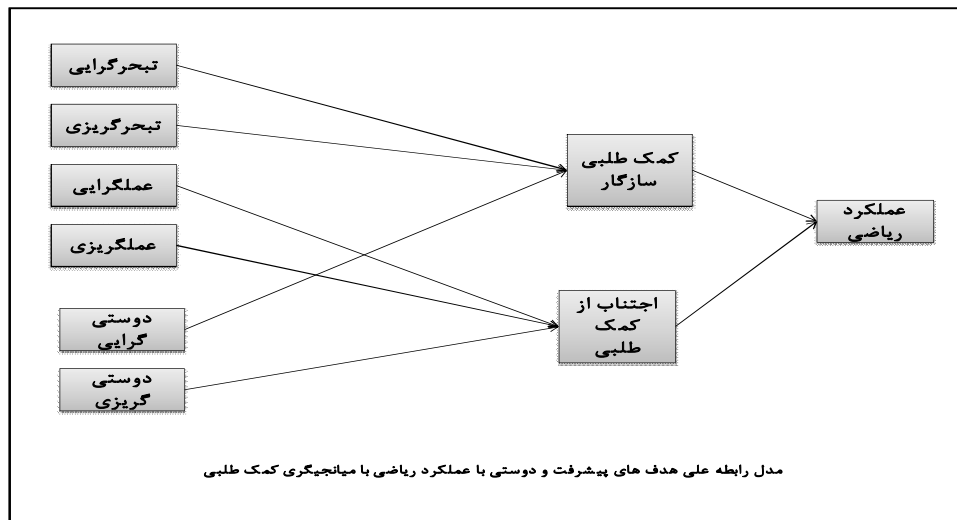 تبحرگرایی
تبحرگریزی
عملگرایی
عملگریزی
دوستی
گرایی
دوستی
گریزی
کمک طلبی
سازگار
اجتناب از
کمک
طلبی
عملکرد
ریاضی
مدل رابطه علی هدف های پیشرفت و دوستی با عملکرد ریاضی با میانجیگری کمک طلبی